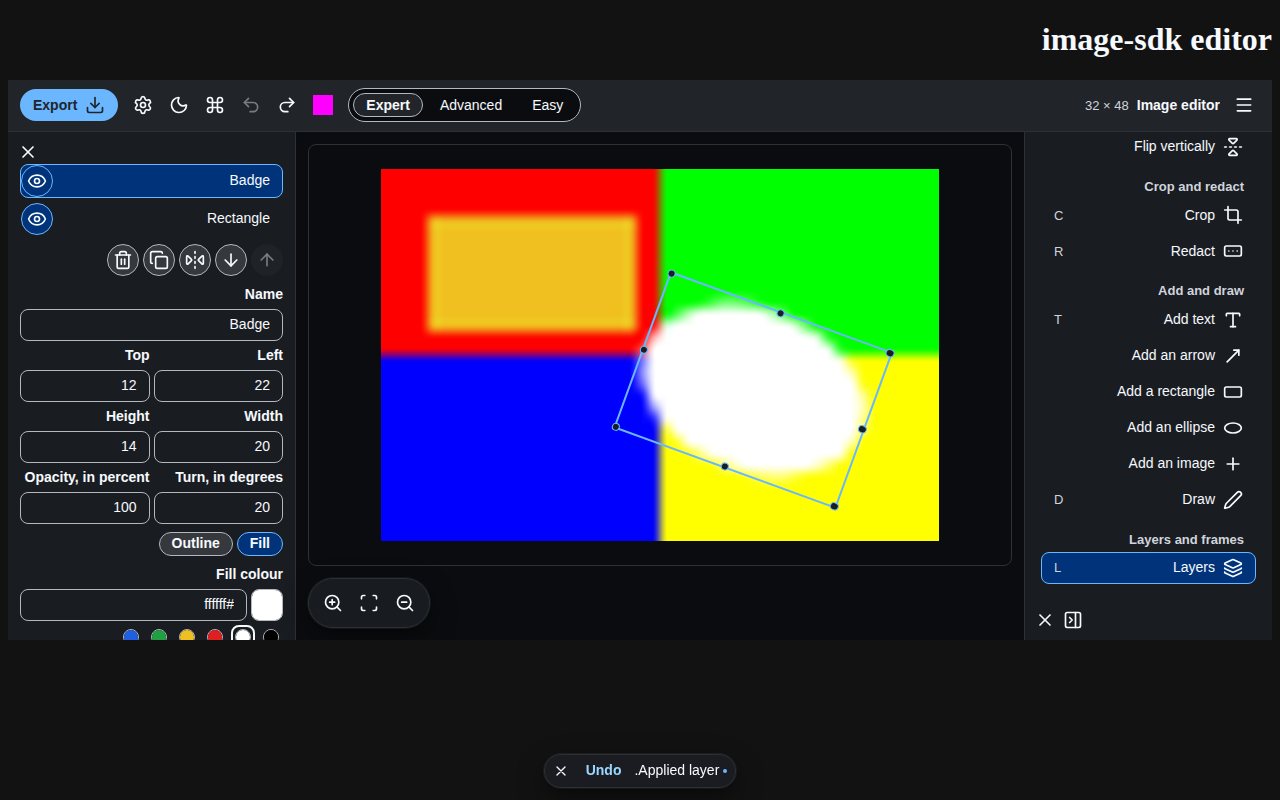 image-sdk editor
Export
Expert Advanced Easy
32 × 48 Image editor
Badge
Rectangle
Name
Badge
Top Left
12 22
Height Width
14 20
Opacity, in percent Turn, in degrees
100 20
Outline Fill
Fill colour
ffffff#
Flip vertically
Crop and redact
C Crop
R Redact
Add and draw
T Add text
Add an arrow
Add a rectangle
Add an ellipse
Add an image
D Draw
Layers and frames
L Layers
Undo .Applied layer